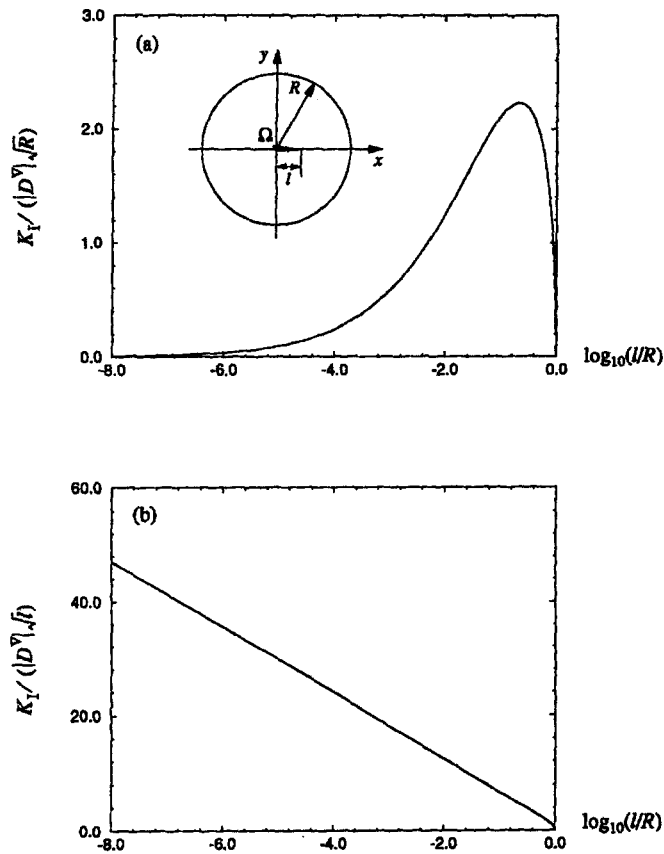 3.0
(a)
y
R
2.0
Ω
x
l
K_I / (|D^∇| √R)
1.0
0.0
-8.0 -6.0 -4.0 -2.0 0.0
log₁₀(l/R)
60.0
(b)
40.0
K_I / (|D^∇| √l)
20.0
0.0
-8.0 -6.0 -4.0 -2.0 0.0
log₁₀(l/R)